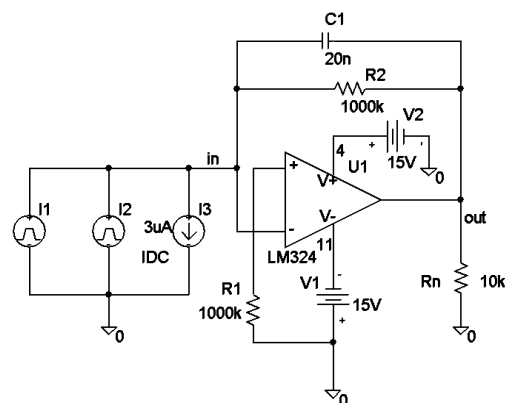 C1
20n
R2
1000k
V2
+
-
15V
0
4
U1
in
+
V+
-
V-
11
LM324
out
I1
I2
I3
3uA
IDC
0
R1
1000k
V1
-
+
15V
Rn
10k
0
0